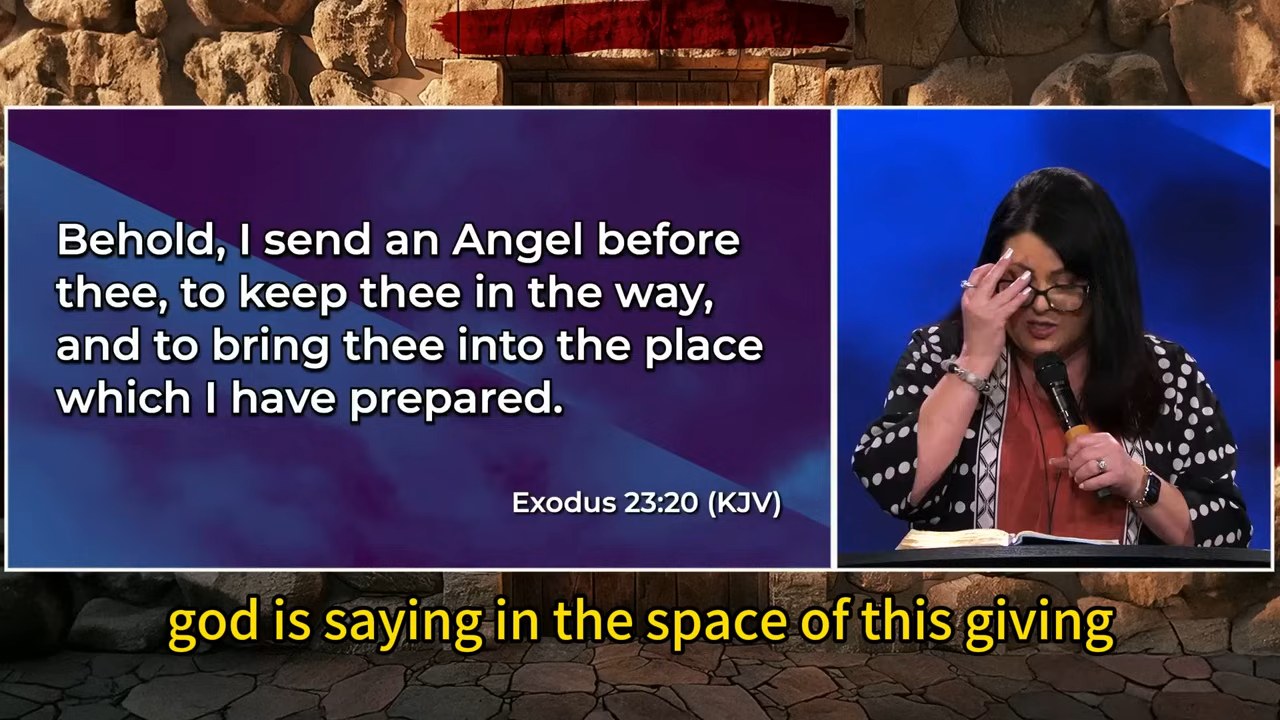 Behold, I send an Angel before
thee, to keep thee in the way,
and to bring thee into the place
which I have prepared.
Exodus 23:20 (KJV)
god is saying in the space of this giving